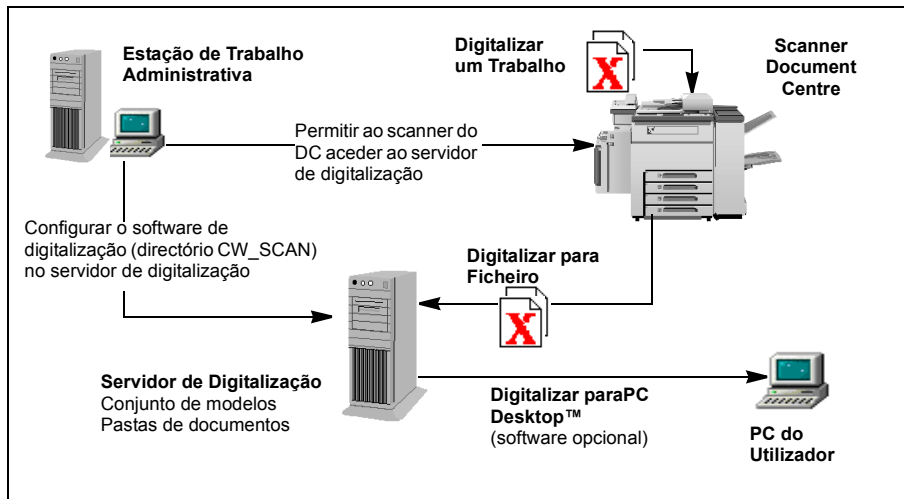 Estação de Trabalho
Administrativa
Digitalizar
um Trabalho
X
Scanner
Document
Centre
Permitir ao scanner do
DC aceder ao servidor
de digitalização
Configurar o software de
digitalização (directório CW_SCAN)
no servidor de digitalização
Digitalizar para
Ficheiro
X
Servidor de Digitalização
Conjunto de modelos
Pastas de documentos
Digitalizar paraPC
Desktop™
(software opcional)
PC do
Utilizador